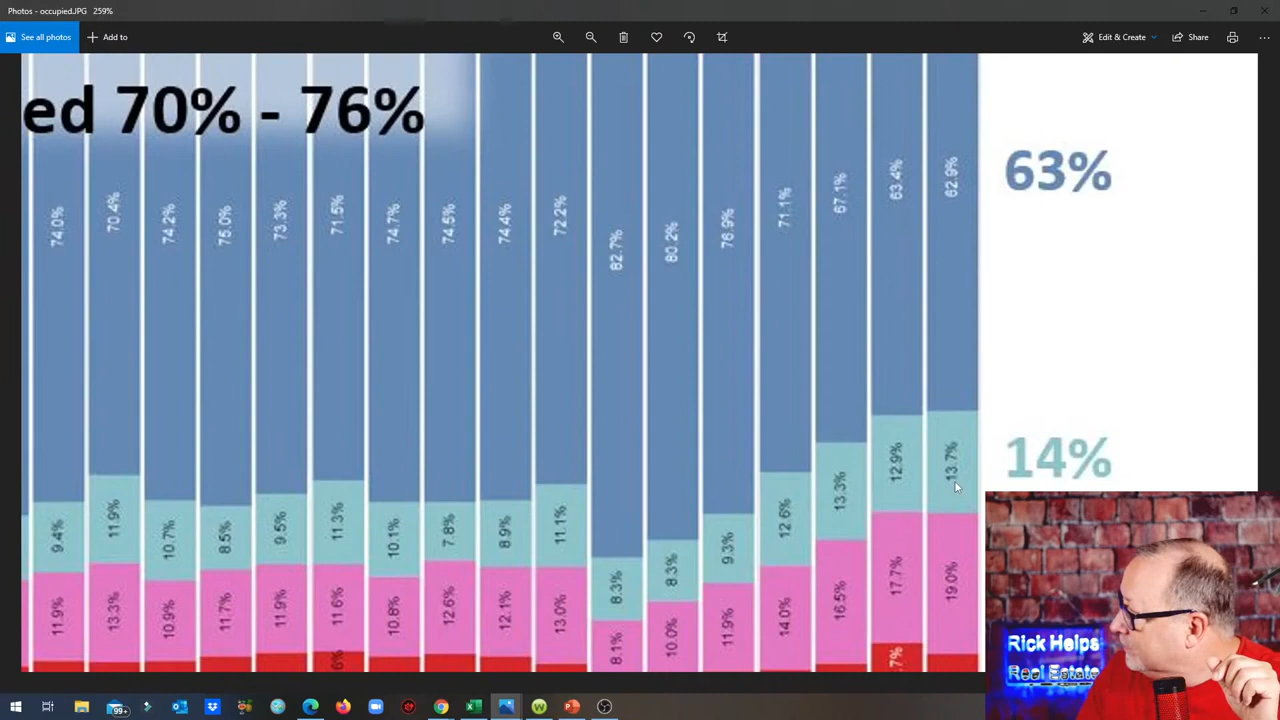 Photos - occupied.JPG 259%
See all photos
Add to
Edit & Create
Share
ed 70% - 76%
74.0% 70.4% 74.2% 75.0% 73.3% 71.5% 74.7% 74.5% 74.4% 72.2% 82.7% 80.2% 76.9% 71.1% 67.1% 63.4% 62.9%
63%
9.4% 11.9% 10.7% 8.5% 9.5% 11.3% 10.1% 7.8% 8.9% 11.1% 8.3% 8.3% 9.3% 12.6% 13.3% 12.9% 13.7%
14%
11.9% 13.3% 10.9% 11.7% 11.9% 11.6% 10.8% 12.6% 12.1% 13.0% 8.1% 10.0% 11.9% 14.0% 16.5% 17.7% 19.0%
6% .7%
Rick Helps
Real Estate
99+